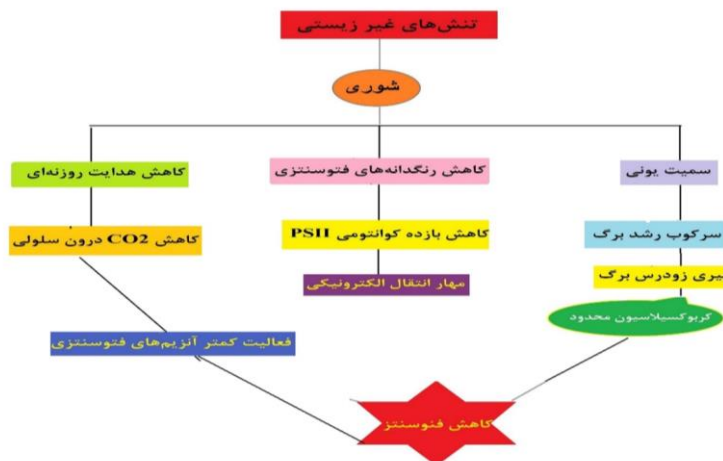 تنش‌های غیر زیستی
شوری
سمیت یونی
کاهش رنگدانه‌های فتوسنتزی
کاهش هدایت روزنه‌ای
سرکوب رشد برگ
کاهش بازده کوانتومی PSII
کاهش CO2 درون سلولی
زودرس برگ
مهار انتقال الکترونیکی
کربوکسیلاسیون محدود
فعالیت کمتر آنزیم‌های فتوسنتزی
کاهش فتوسنتز